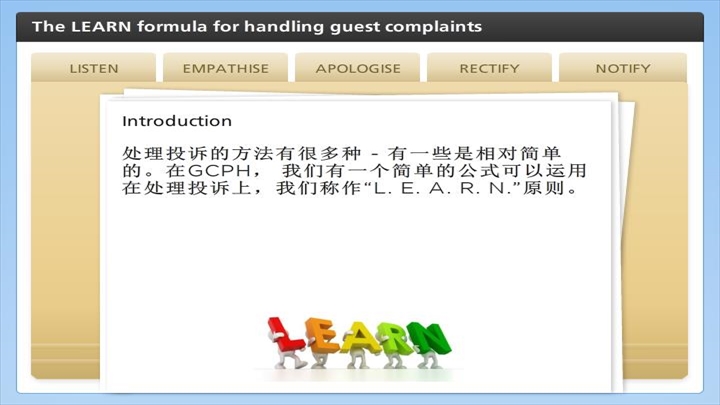 The LEARN formula for handling guest complaints
LISTEN
EMPATHISE
APOLOGISE
RECTIFY
NOTIFY
Introduction
处理投诉的方法有很多种 - 有一些是相对简单
的。在GCPH， 我们有一个简单的公式可以运用
在处理投诉上，我们称作“L. E. A. R. N.”原则。
LEARN